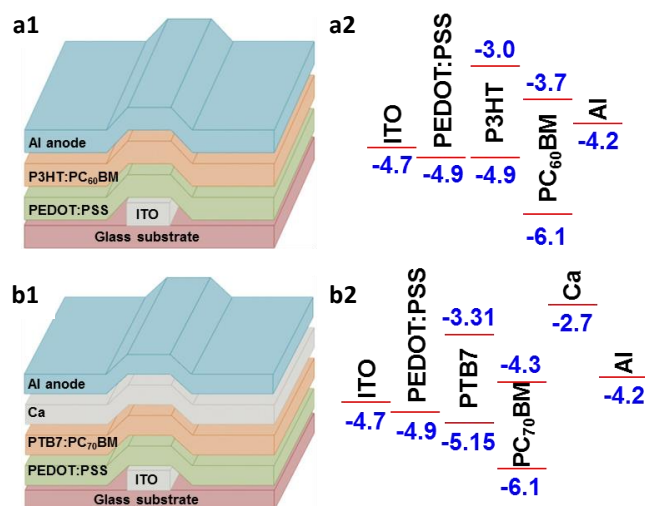 a1
Al anode
P3HT:PC60BM
PEDOT:PSS
ITO
Glass substrate
a2
ITO
-4.7
PEDOT:PSS
-4.9
-3.0
P3HT
-4.9
-3.7
PC60BM
-6.1
Al
-4.2
b1
Al anode
Ca
PTB7:PC70BM
PEDOT:PSS
ITO
Glass substrate
b2
ITO
-4.7
PEDOT:PSS
-4.9
-3.31
PTB7
-5.15
-4.3
PC70BM
-6.1
Ca
-2.7
Al
-4.2